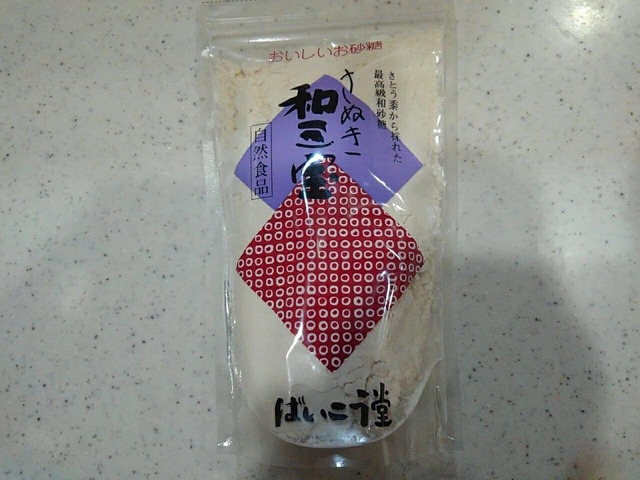 おいしいお砂糖
さとう黍から採れた
最高級和砂糖
さぬき
和三宝
自然食品
ばいこう堂